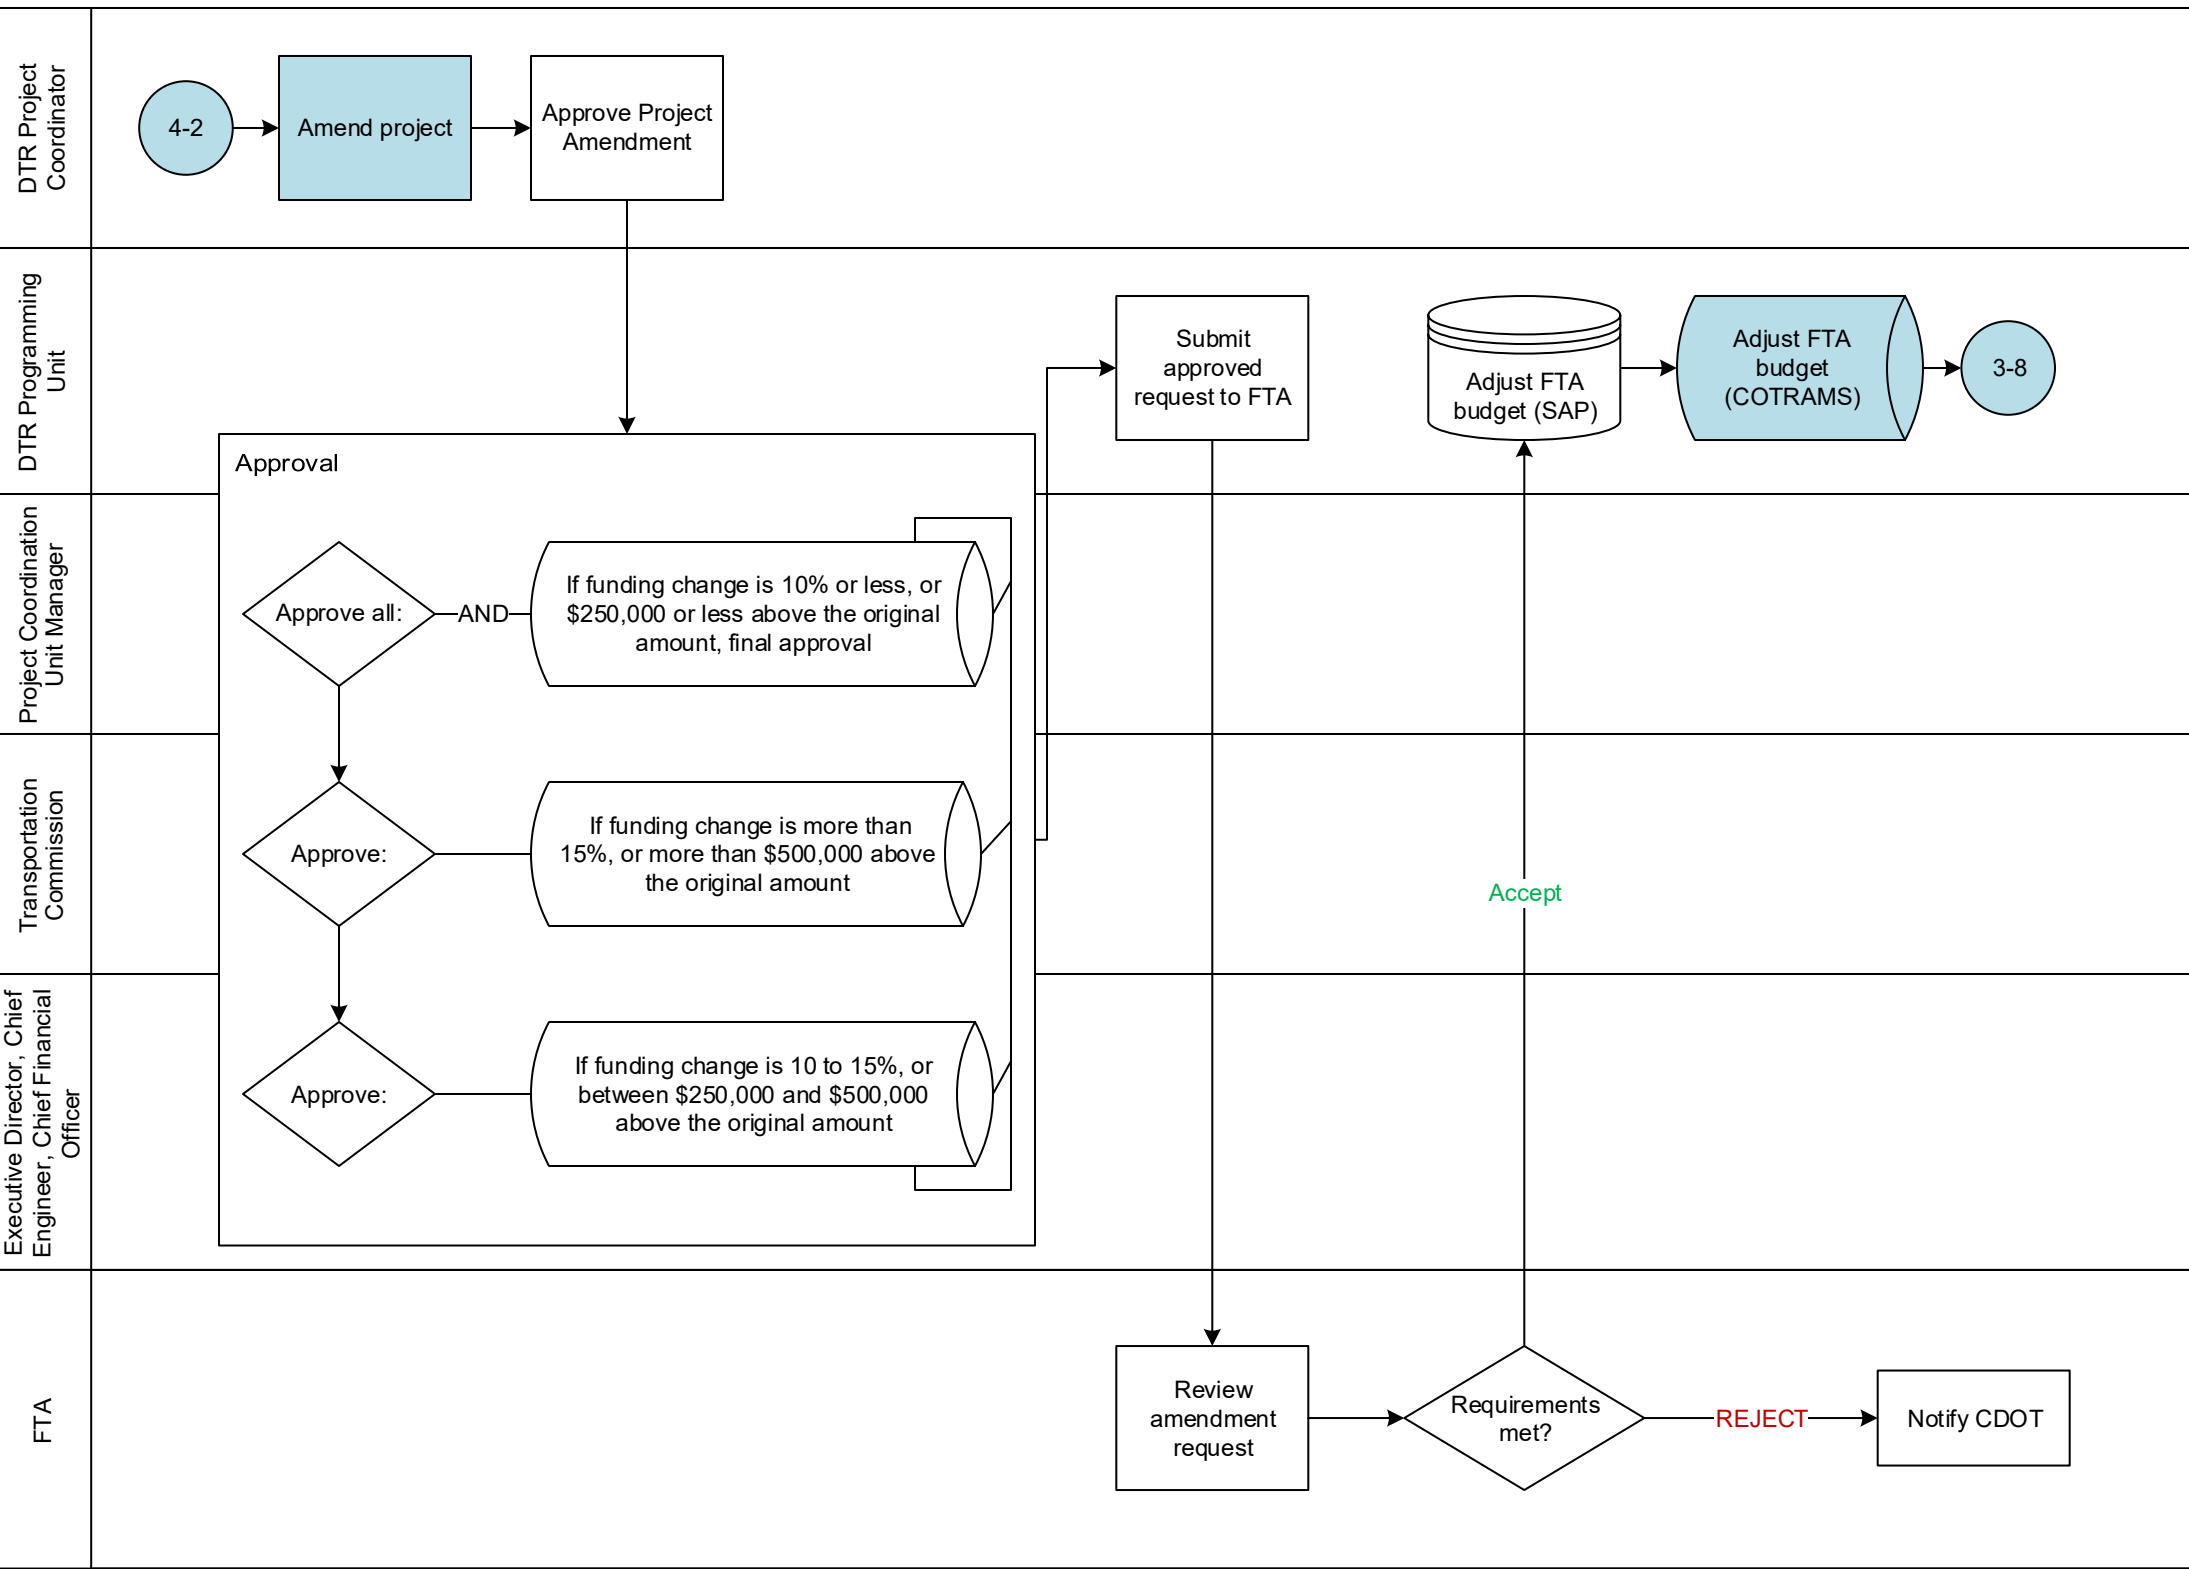 DTR Project
Coordinator
4-2
Amend project
Approve Project
Amendment
DTR Programming
Unit
Submit
approved
request to FTA
Adjust FTA
budget (SAP)
Adjust FTA
budget
(COTRAMS)
3-8
Approval
Project Coordination
Unit Manager
Approve all:
AND
If funding change is 10% or less, or
$250,000 or less above the original
amount, final approval
Transportation
Commission
Approve:
If funding change is more than
15%, or more than $500,000 above
the original amount
Accept
Executive Director, Chief
Engineer, Chief Financial
Officer
Approve:
If funding change is 10 to 15%, or
between $250,000 and $500,000
above the original amount
FTA
Review
amendment
request
Requirements
met?
REJECT
Notify CDOT